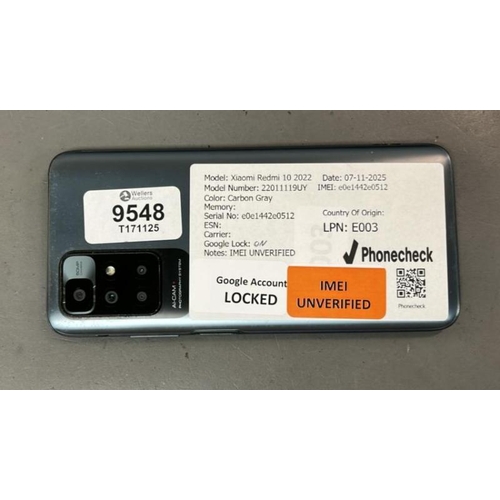 Wellers
Auctions
9548
T171125
Model: Xiaomi Redmi 10 2022 Date: 07-11-2025
Model Number: 22011119UY IMEI: e0e1442e0512
Color: Carbon Gray
Memory:
Serial No: e0e1442e0512
ESN:
Carrier:
Google Lock: ON
Notes: IMEI UNVERIFIED
Country Of Origin:
LPN: E003
Phonecheck
Google Account
LOCKED
IMEI
UNVERIFIED
Phonecheck
AI-CAM